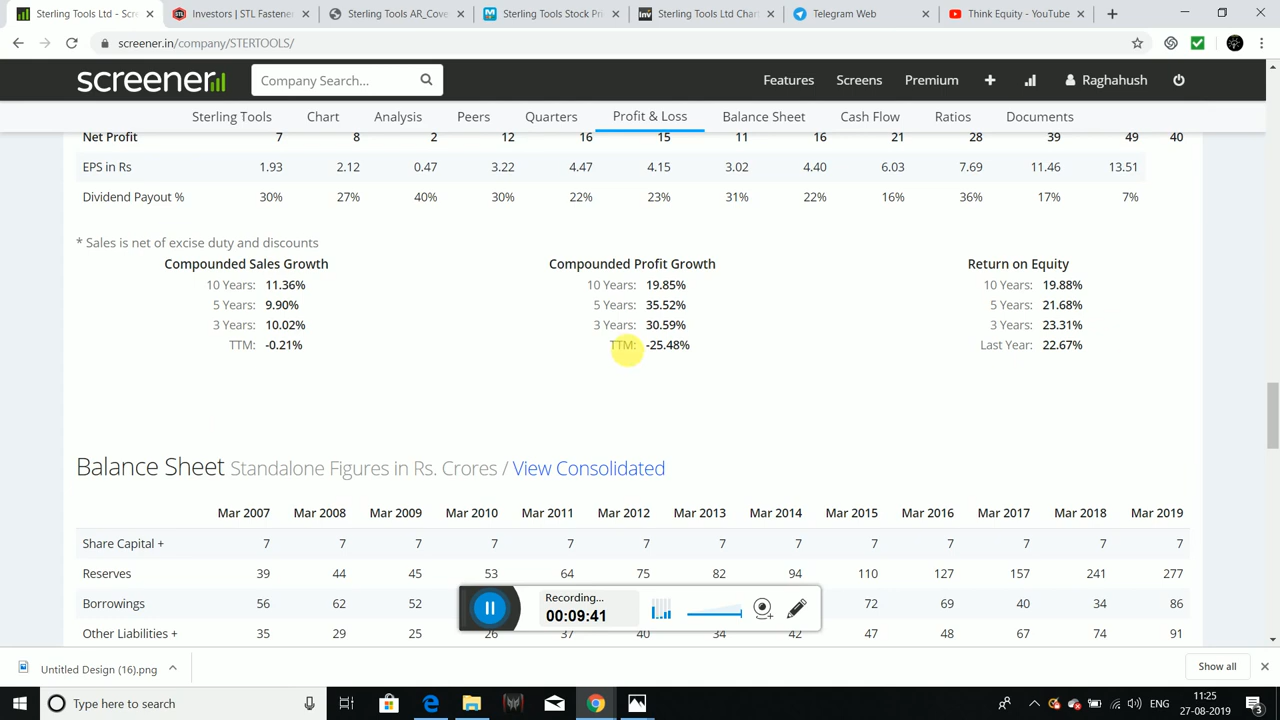 Sterling Tools Ltd - Investors | STL Fastene Sterling Tools AR_Cove Sterling Tools Stock Pri Sterling Tools Ltd Char Telegram Web Think Equity - YouTube
screener.in/company/STERTOOLS/
screener Company Search... Features Screens Premium Raghahush
Sterling Tools Chart Analysis Peers Quarters Profit & Loss Balance Sheet Cash Flow Ratios Documents
Net Profit 7 8 2 12 16 15 11 16 21 28 39 49 40
EPS in Rs 1.93 2.12 0.47 3.22 4.47 4.15 3.02 4.40 6.03 7.69 11.46 13.51
Dividend Payout % 30% 27% 40% 30% 22% 23% 31% 22% 16% 36% 17% 7%
* Sales is net of excise duty and discounts
Compounded Sales Growth Compounded Profit Growth Return on Equity
10 Years: 11.36% 10 Years: 19.85% 10 Years: 19.88%
5 Years: 9.90% 5 Years: 35.52% 5 Years: 21.68%
3 Years: 10.02% 3 Years: 30.59% 3 Years: 23.31%
TTM: -0.21% TTM: -25.48% Last Year: 22.67%
Balance Sheet Standalone Figures in Rs. Crores / View Consolidated
Mar 2007 Mar 2008 Mar 2009 Mar 2010 Mar 2011 Mar 2012 Mar 2013 Mar 2014 Mar 2015 Mar 2016 Mar 2017 Mar 2018 Mar 2019
Share Capital + 7 7 7 7 7 7 7 7 7 7 7 7 7
Reserves 39 44 45 53 64 75 82 94 110 127 157 241 277
Borrowings 56 62 52 72 69 40 34 86
Recording...
00:09:41
Other Liabilities + 35 29 25 26 37 40 34 42 47 48 67 74 91
Untitled Design (16).png Show all
Type here to search ENG 11:25
27-08-2019 3